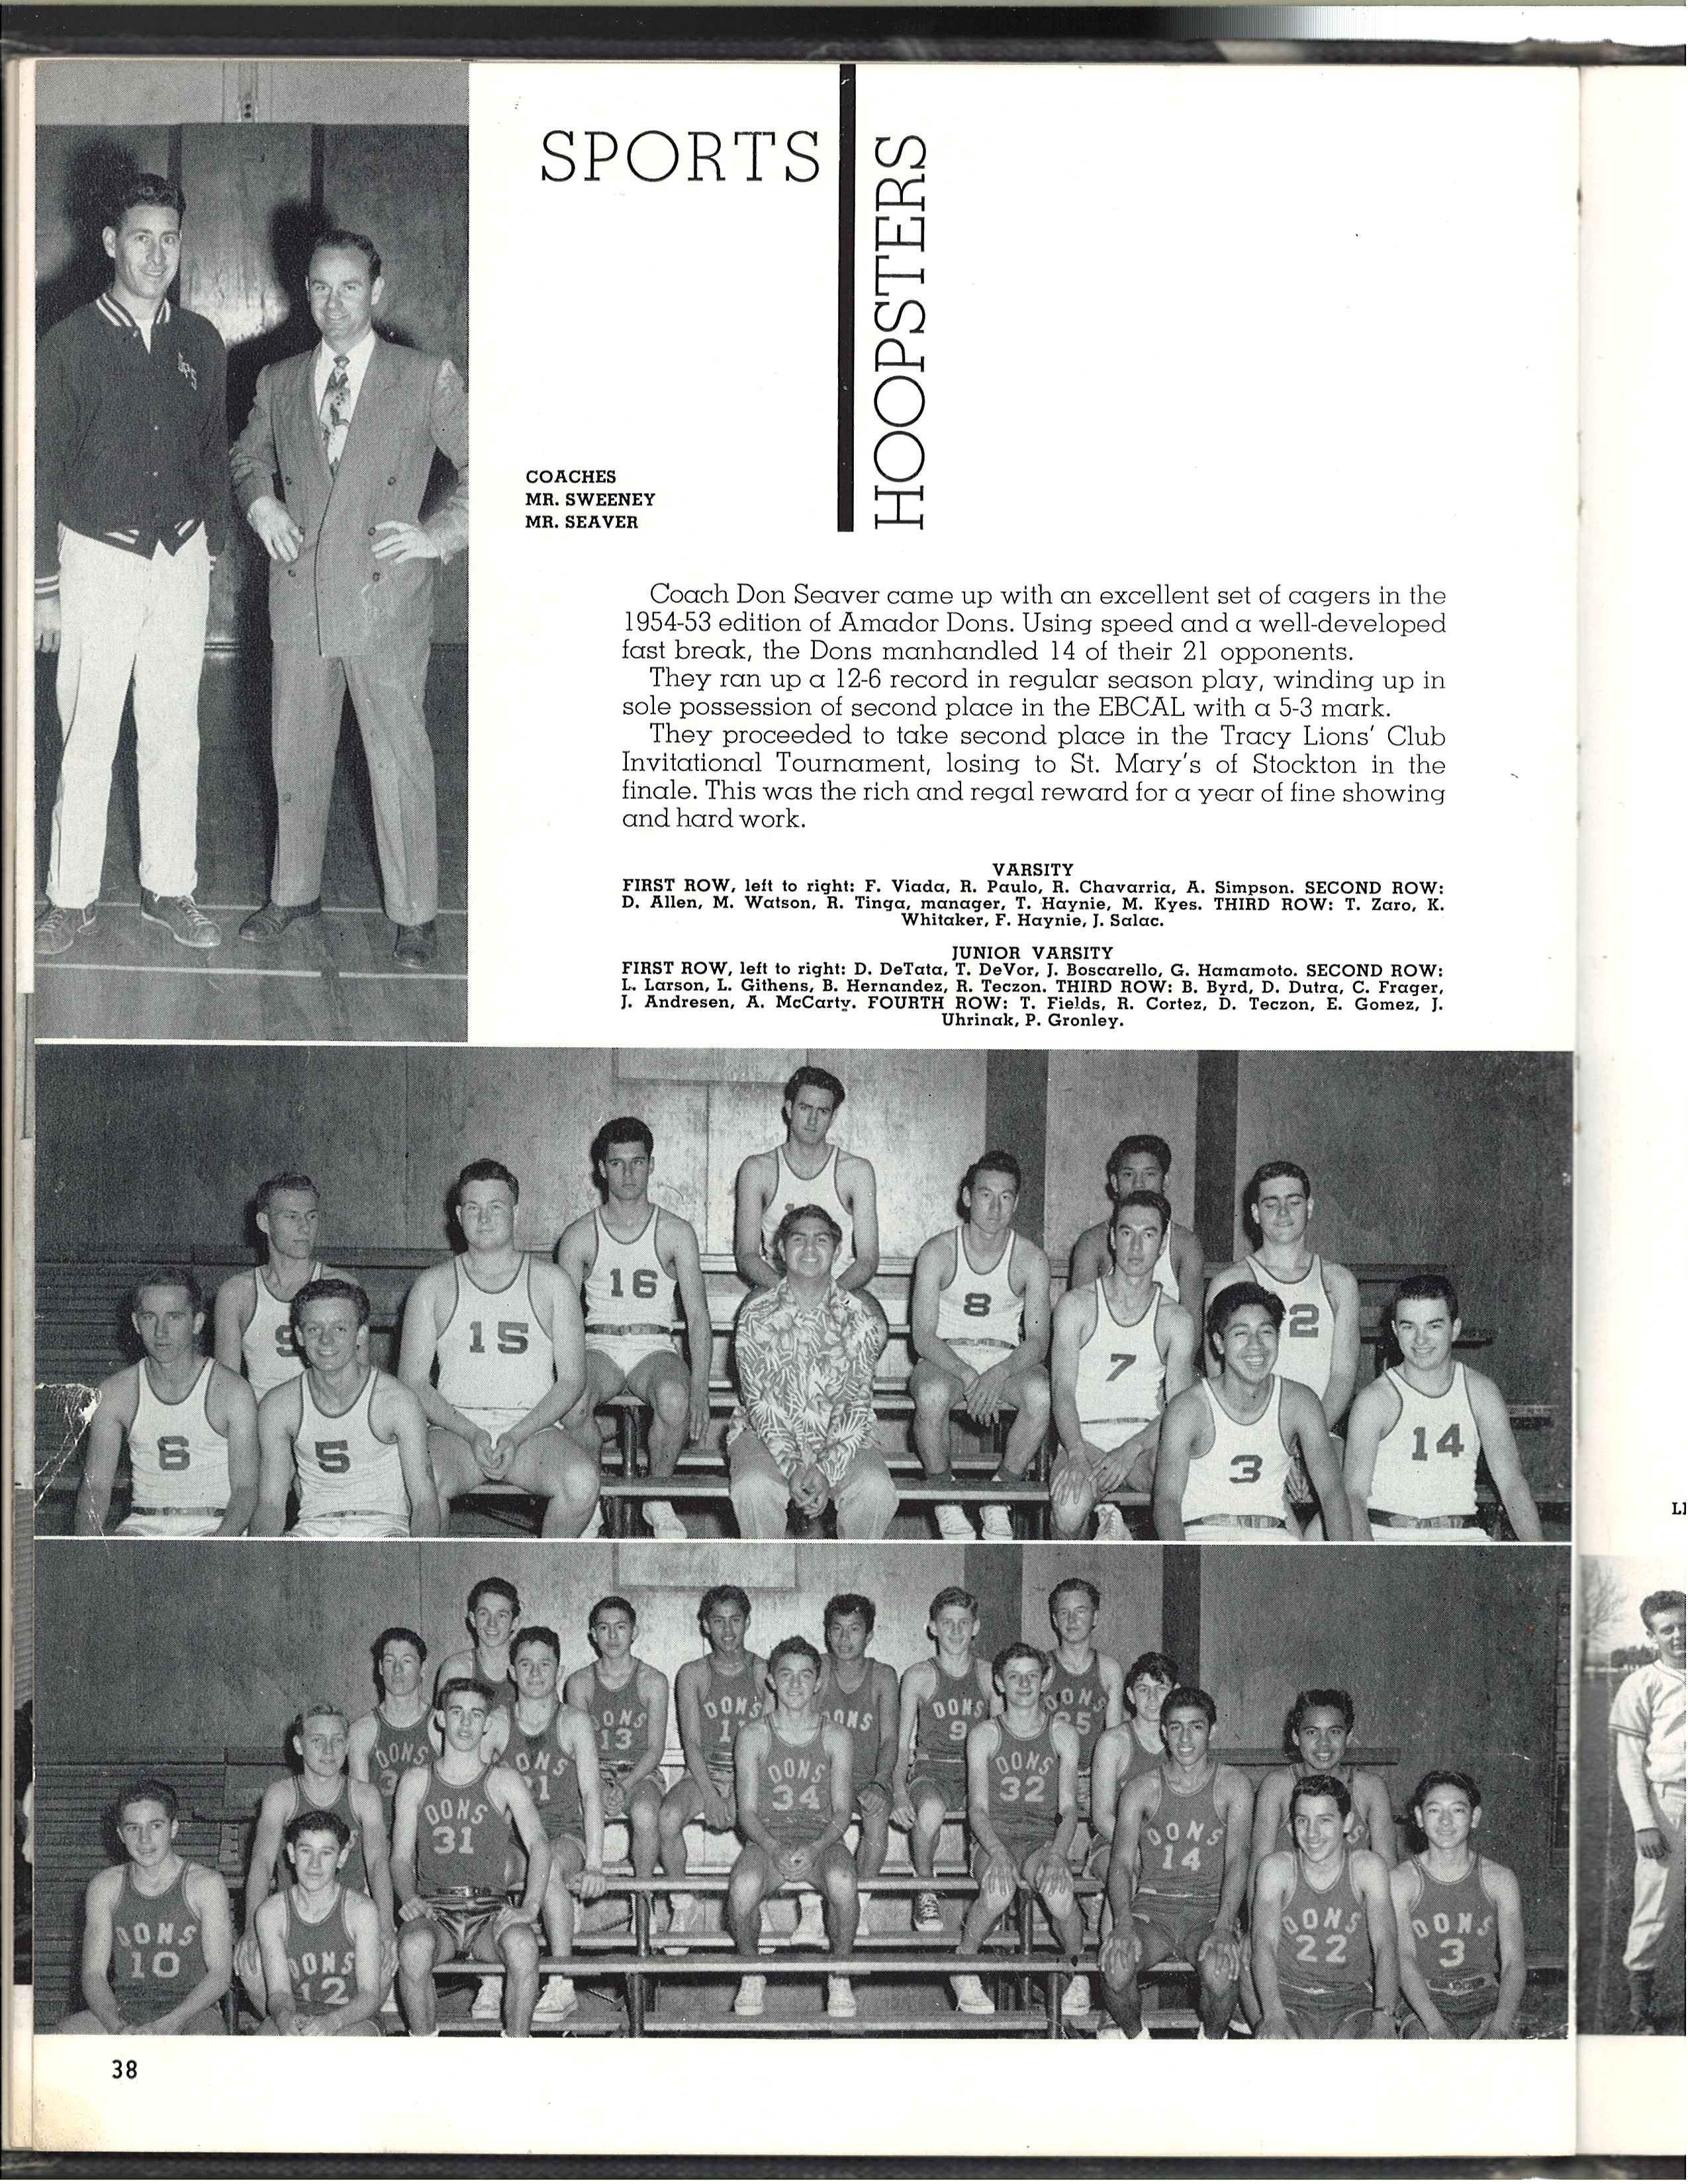 SPORTS
HOOPSTERS
COACHES
MR. SWEENEY
MR. SEAVER
Coach Don Seaver came up with an excellent set of cagers in the
1954-53 edition of Amador Dons. Using speed and a well-developed
fast break, the Dons manhandled 14 of their 21 opponents.
They ran up a 12-6 record in regular season play, winding up in
sole possession of second place in the EBCAL with a 5-3 mark.
They proceeded to take second place in the Tracy Lions' Club
Invitational Tournament, losing to St. Mary's of Stockton in the
finale. This was the rich and regal reward for a year of fine showing
and hard work.
VARSITY
FIRST ROW, left to right: F. Viada, R. Paulo, R. Chavarria, A. Simpson. SECOND ROW:
D. Allen, M. Watson, R. Tinga, manager, T. Haynie, M. Kyes. THIRD ROW: T. Zaro, K.
Whitaker, F. Haynie, J. Salac.
JUNIOR VARSITY
FIRST ROW, left to right: D. DeTata, T. DeVor, J. Boscarello, G. Hamamoto. SECOND ROW:
L. Larson, L. Githens, B. Hernandez, R. Teczon. THIRD ROW: B. Byrd, D. Dutra, C. Frager,
J. Andresen, A. McCarty. FOURTH ROW: T. Fields, R. Cortez, D. Teczon, E. Gomez, J.
Uhrinak, P. Gronley.
16
8
9
15
7
2
6
5
3
14
DONS
13
DONS
DONS
DONS
9
DONS
DONS
DONS
34
DONS
32
DONS
31
DONS
14
DONS
10
DONS
12
DONS
22
DONS
3
38